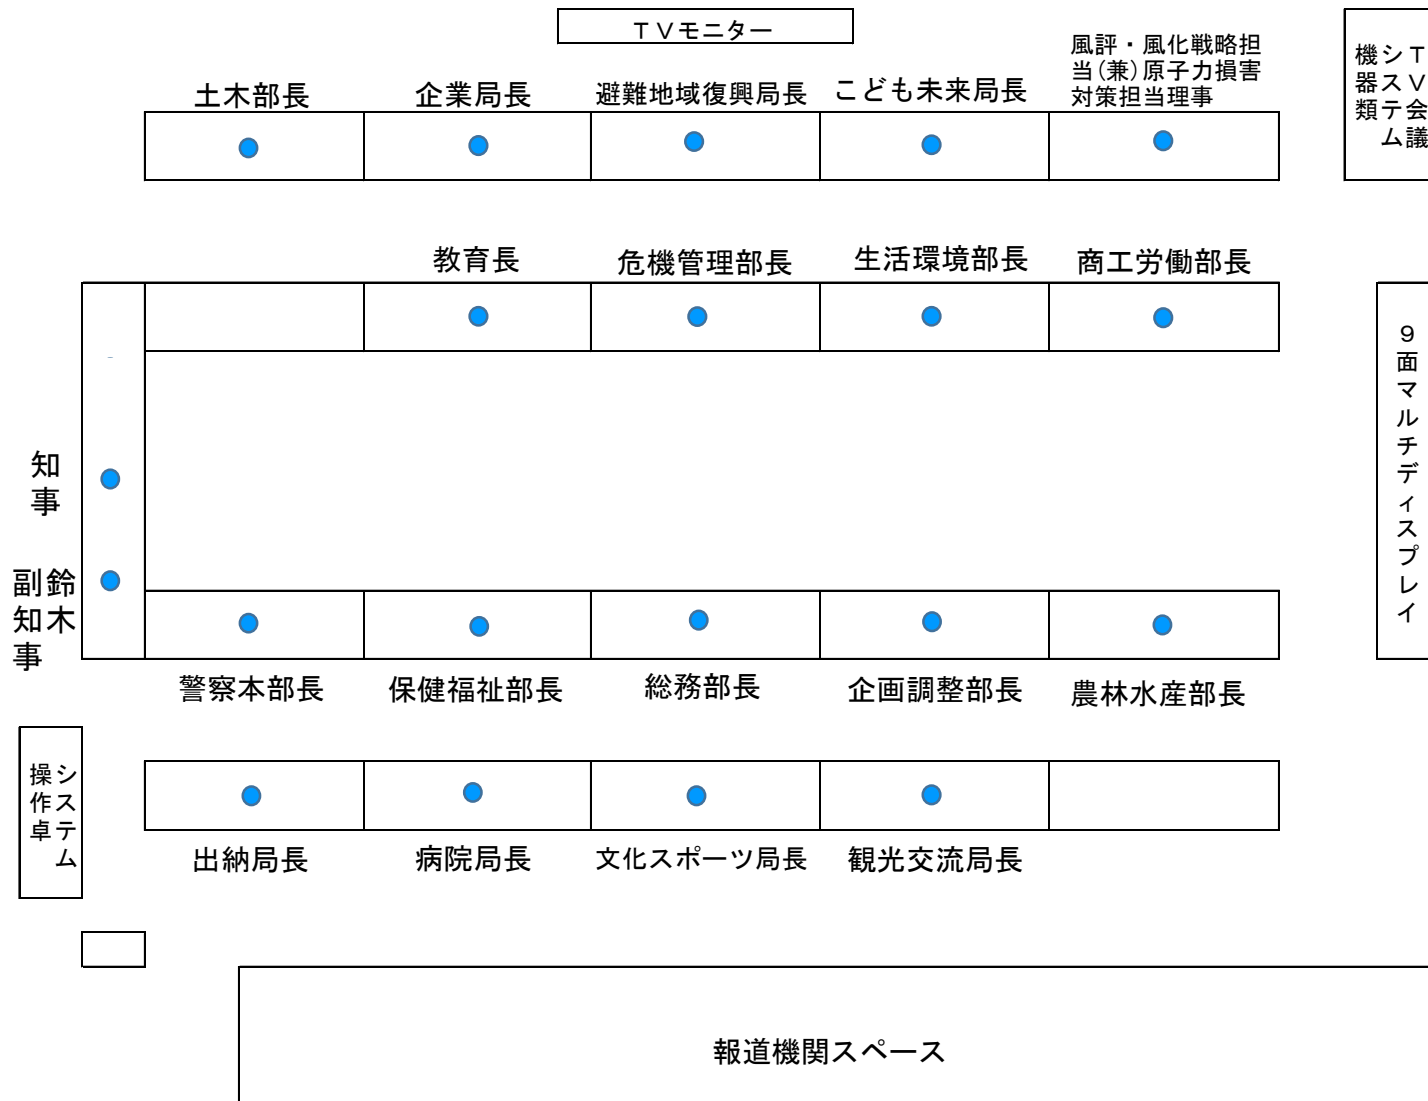 ＴＶモニター
風評・風化戦略担
当(兼)原子力損害
対策担当理事
ＴＶ会議
システム
機器類
土木部長
企業局長
避難地域復興局長
こども未来局長
教育長
危機管理部長
生活環境部長
商工労働部長
９面マルチディスプレイ
知事
鈴木
副知事
警察本部長
保健福祉部長
総務部長
企画調整部長
農林水産部長
システム
操作卓
出納局長
病院局長
文化スポーツ局長
観光交流局長
報道機関スペース